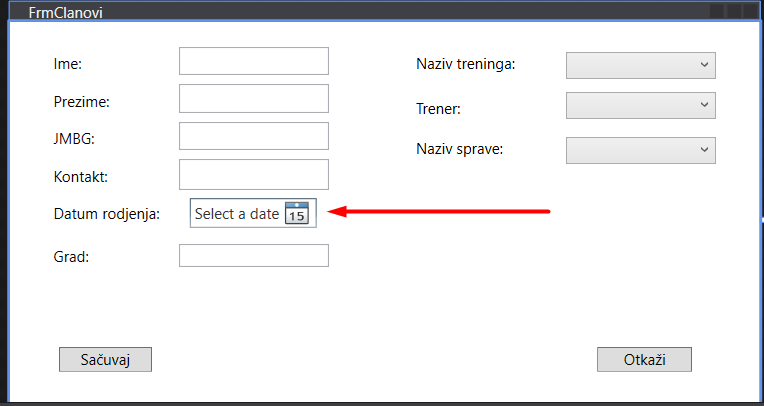 FrmClanovi
Ime:
Prezime:
JMBG:
Kontakt:
Datum rodjenja:
Select a date 15
Grad:
Naziv treninga:
Trener:
Naziv sprave:
Sačuvaj
Otkaži